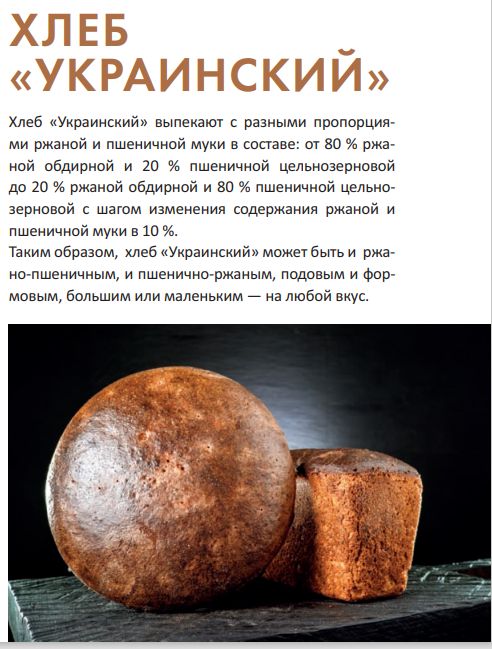 ХЛЕБ
«УКРАИНСКИЙ»
Хлеб «Украинский» выпекают с разными пропорция-
ми ржаной и пшеничной муки в составе: от 80 % ржа-
ной обдирной и 20 % пшеничной цельнозерновой
до 20 % ржаной обдирной и 80 % пшеничной цельно-
зерновой с шагом изменения содержания ржаной и
пшеничной муки в 10 %.
Таким образом, хлеб «Украинский» может быть и ржа-
но-пшеничным, и пшенично-ржаным, подовым и фор-
мовым, большим или маленьким — на любой вкус.